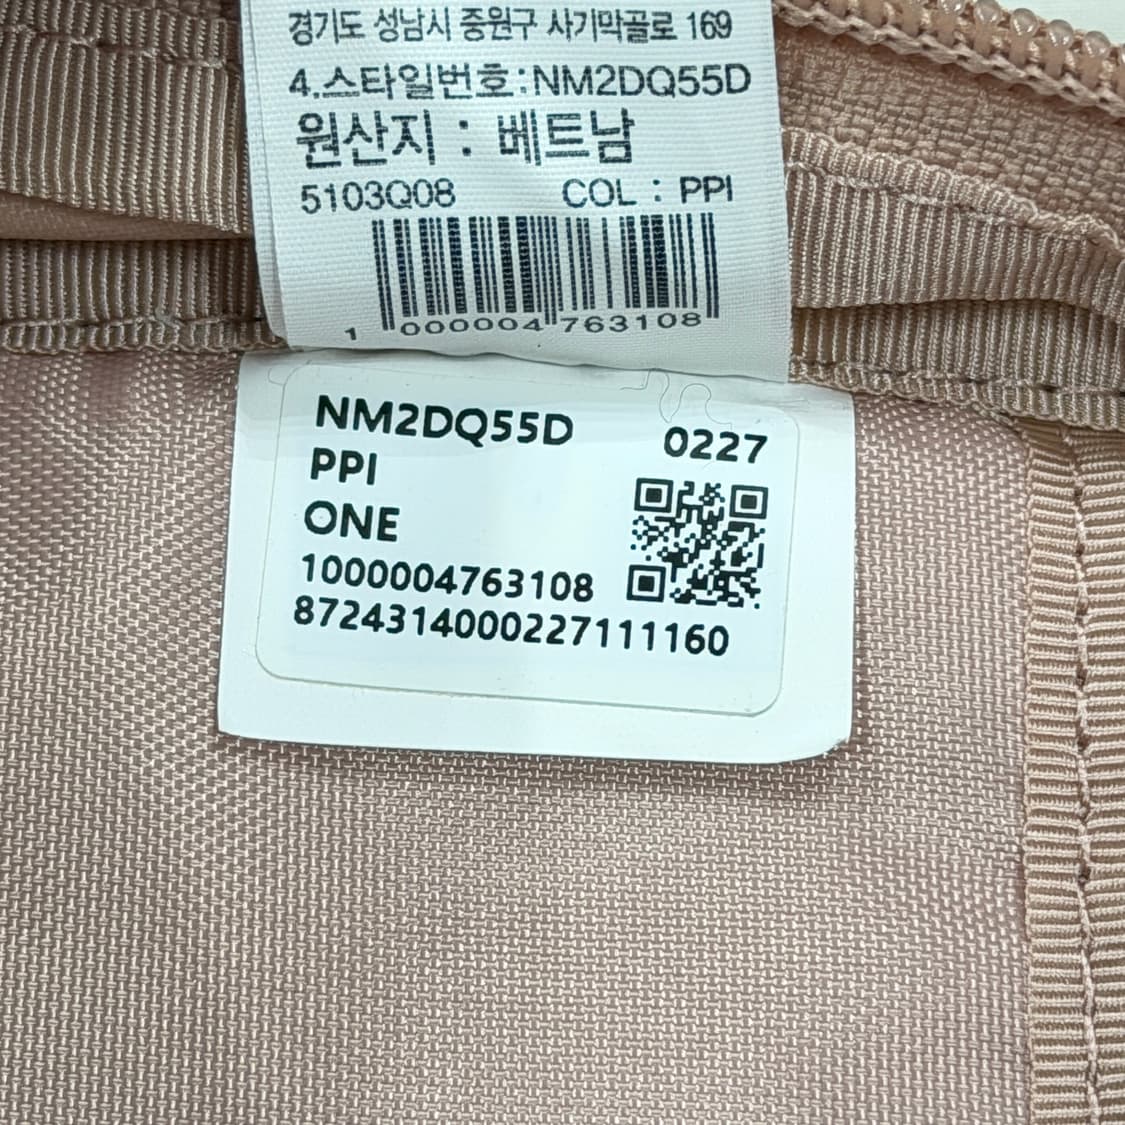 경기도 성남시 중원구 사기막골로 169
4.스타일번호:NM2DQ55D
원산지 : 베트남
5103Q08 COL : PPI
1 000004 763108
NM2DQ55D 0227
PPI
ONE
1000004763108
8724314000227111160